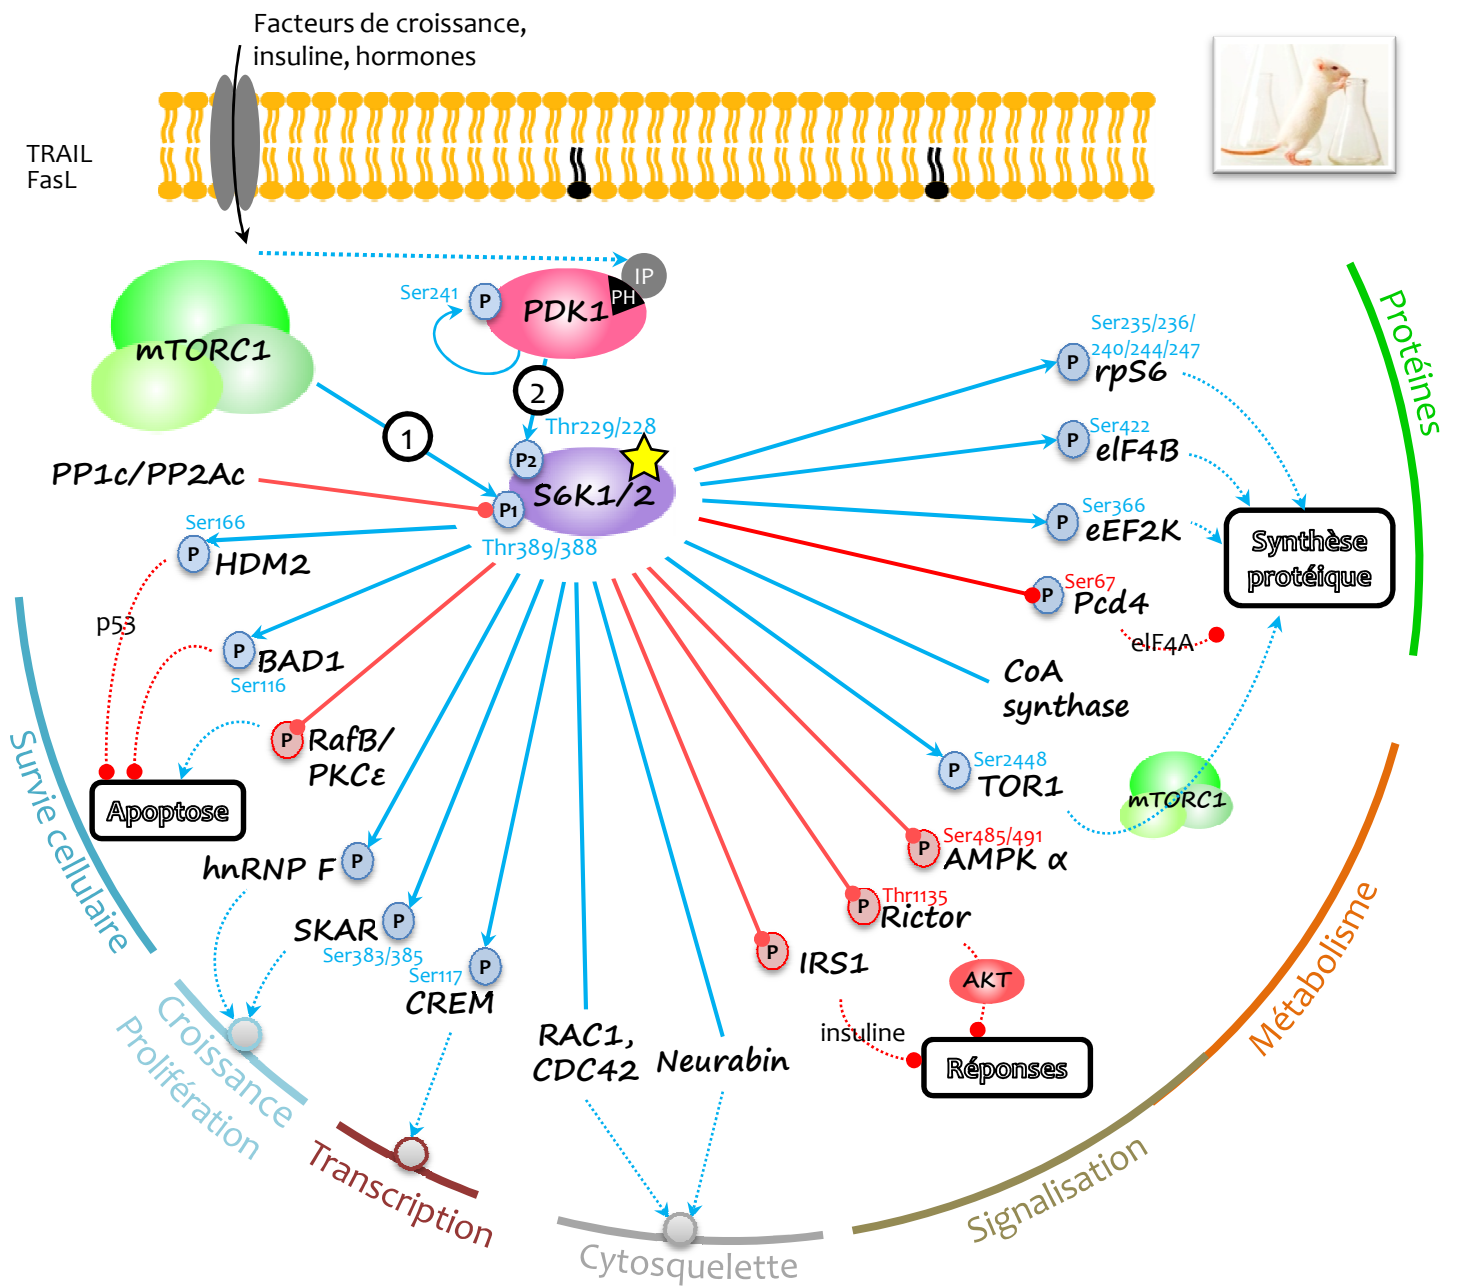 Facteurs de croissance,
insuline, hormones
TRAIL
FasL
IP
PH
Ser241
P
PDK1
mTORC1
2
1
Thr229/228
P2
S6K1/2
P1
Thr389/388
PP1c/PP2Ac
Ser235/236/
240/244/247
P
rpS6
Ser422
P
eIF4B
Ser366
P
eEF2K
Synthèse
protéique
Ser67
P
Pcd4
eIF4A
Protéines
Ser166
P
HDM2
p53
P
BAD1
Ser116
P
RafB/
PKCε
Apoptose
Survie cellulaire
CoA
synthase
Ser2448
P
TOR1
mTORC1
Ser485/491
P
AMPK α
Thr1135
P
Rictor
AKT
P
IRS1
insuline
Réponses
Métabolisme
hnRNP F
P
SKAR
P
Ser383/385
Ser117
P
CREM
RAC1,
CDC42
Neurabin
Croissance
Prolifération
Transcription
Cytosquelette
Signalisation